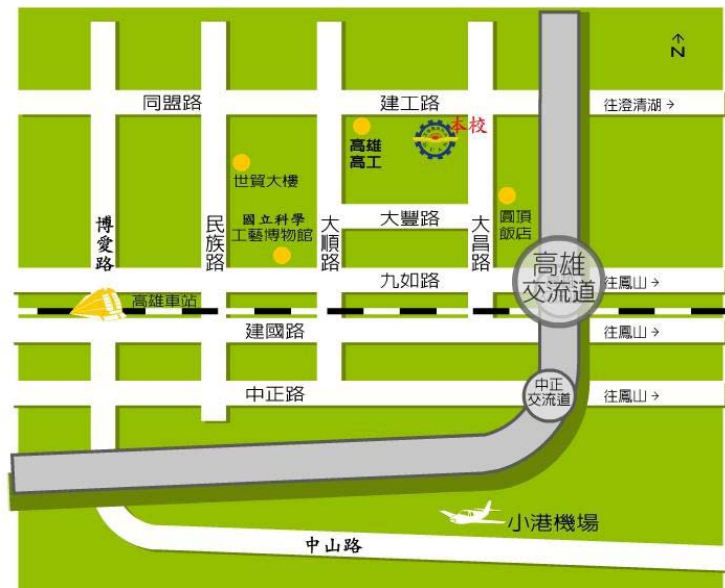 N
同盟路
建工路
往澄清湖→
本校
高雄
高工
世貿大樓
博愛路
民族路
國立科學
工藝博物館
大順路
大豐路
大昌路
圓頂
飯店
九如路
高雄
交流道
往鳳山→
高雄車站
建國路
往鳳山→
中正路
中正
交流道
往鳳山→
小港機場
中山路